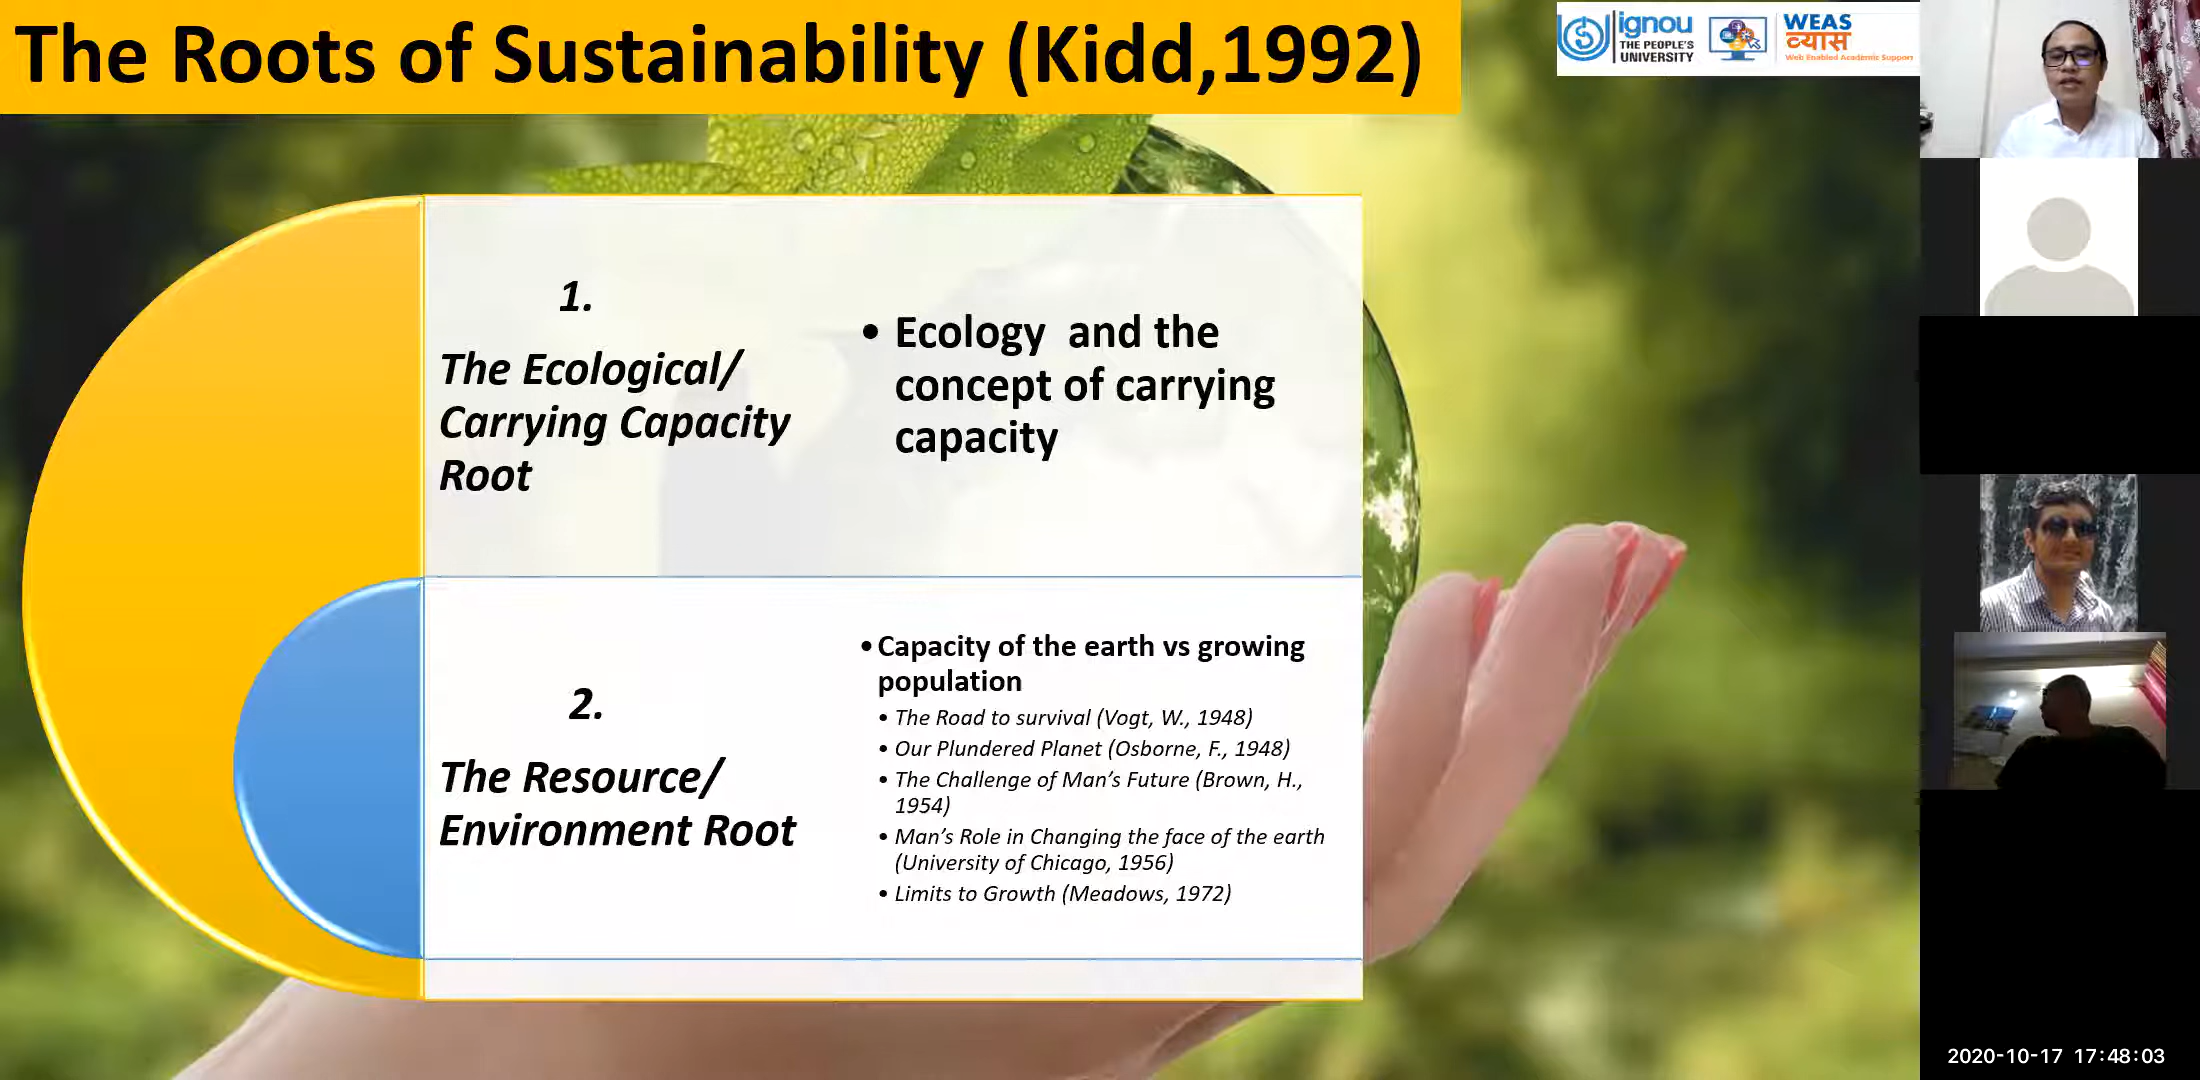 The Roots of Sustainability (Kidd,1992)
ignou
THE PEOPLE'S
UNIVERSITY
WEAS
व्यास
Web Enabled Academic Support
1.
The Ecological/
Carrying Capacity
Root
• Ecology and the
concept of carrying
capacity
2.
The Resource/
Environment Root
• Capacity of the earth vs growing
population
• The Road to survival (Vogt, W., 1948)
• Our Plundered Planet (Osborne, F., 1948)
• The Challenge of Man's Future (Brown, H.,
1954)
• Man's Role in Changing the face of the earth
(University of Chicago, 1956)
• Limits to Growth (Meadows, 1972)
2020-10-17 17:48:03